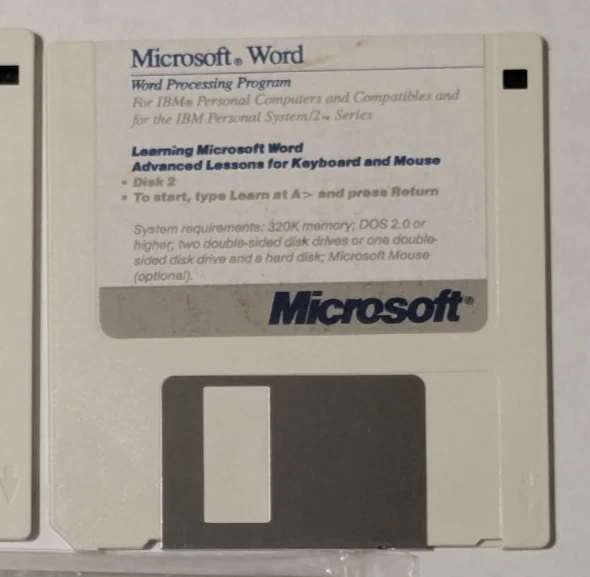 Microsoft® Word
Word Processing Program
For IBM® Personal Computers and Compatibles and
for the IBM Personal System/2™ Series
Learning Microsoft Word
Advanced Lessons for Keyboard and Mouse
▪ Disk 2
▪ To start, type Learn at A> and press Return
System requirements: 320K memory; DOS 2.0 or
higher; two double-sided disk drives or one double-
sided disk drive and a hard disk; Microsoft Mouse
(optional).
Microsoft®